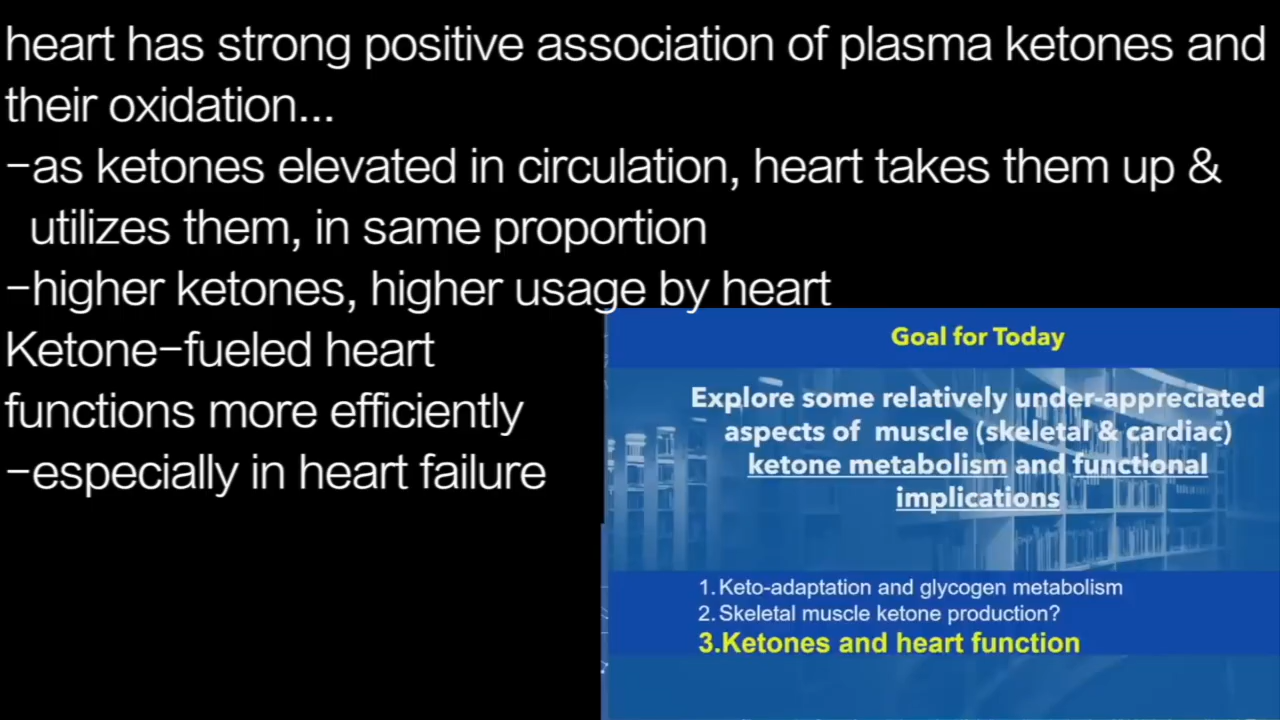 heart has strong positive association of plasma ketones and
their oxidation...
-as ketones elevated in circulation, heart takes them up &
utilizes them, in same proportion
-higher ketones, higher usage by heart
Ketone-fueled heart
functions more efficiently
-especially in heart failure
Goal for Today
Explore some relatively under-appreciated
aspects of muscle (skeletal & cardiac)
ketone metabolism and functional
implications
1. Keto-adaptation and glycogen metabolism
2. Skeletal muscle ketone production?
3.Ketones and heart function